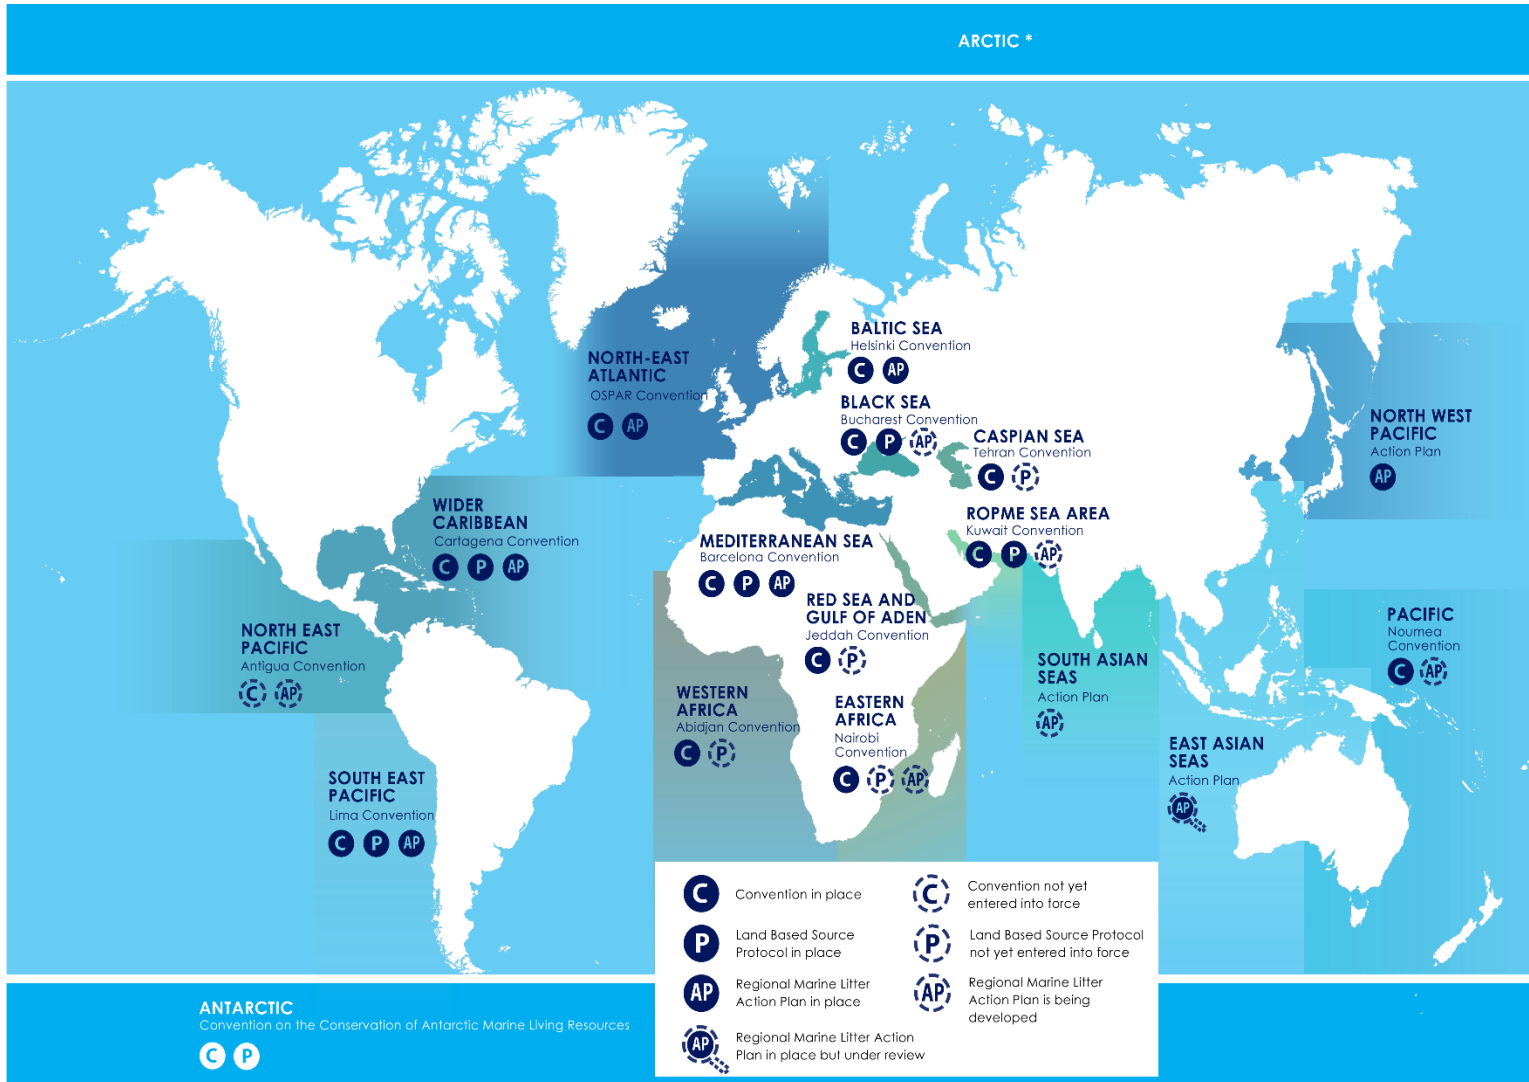 ARCTIC *
NORTH-EAST
ATLANTIC
OSPAR Convention
C AP
BALTIC SEA
Helsinki Convention
C AP
BLACK SEA
Bucharest Convention
C P AP
CASPIAN SEA
Tehran Convention
C P
NORTH WEST
PACIFIC
Action Plan
AP
WIDER
CARIBBEAN
Cartagena Convention
C P AP
MEDITERRANEAN SEA
Barcelona Convention
C P AP
ROPME SEA AREA
Kuwait Convention
C P AP
RED SEA AND
GULF OF ADEN
Jeddah Convention
C P
NORTH EAST
PACIFIC
Antigua Convention
C AP
PACIFIC
Noumea
Convention
C AP
SOUTH ASIAN
SEAS
Action Plan
AP
WESTERN
AFRICA
Abidjan Convention
C P
EASTERN
AFRICA
Nairobi
Convention
C P AP
EAST ASIAN
SEAS
Action Plan
AP
SOUTH EAST
PACIFIC
Lima Convention
C P AP
C Convention in place
C Convention not yet
entered into force
P Land Based Source
Protocol in place
P Land Based Source Protocol
not yet entered into force
AP Regional Marine Litter
Action Plan in place
AP Regional Marine Litter
Action Plan is being
developed
AP Regional Marine Litter Action
Plan in place but under review
ANTARCTIC
Convention on the Conservation of Antarctic Marine Living Resources
C P